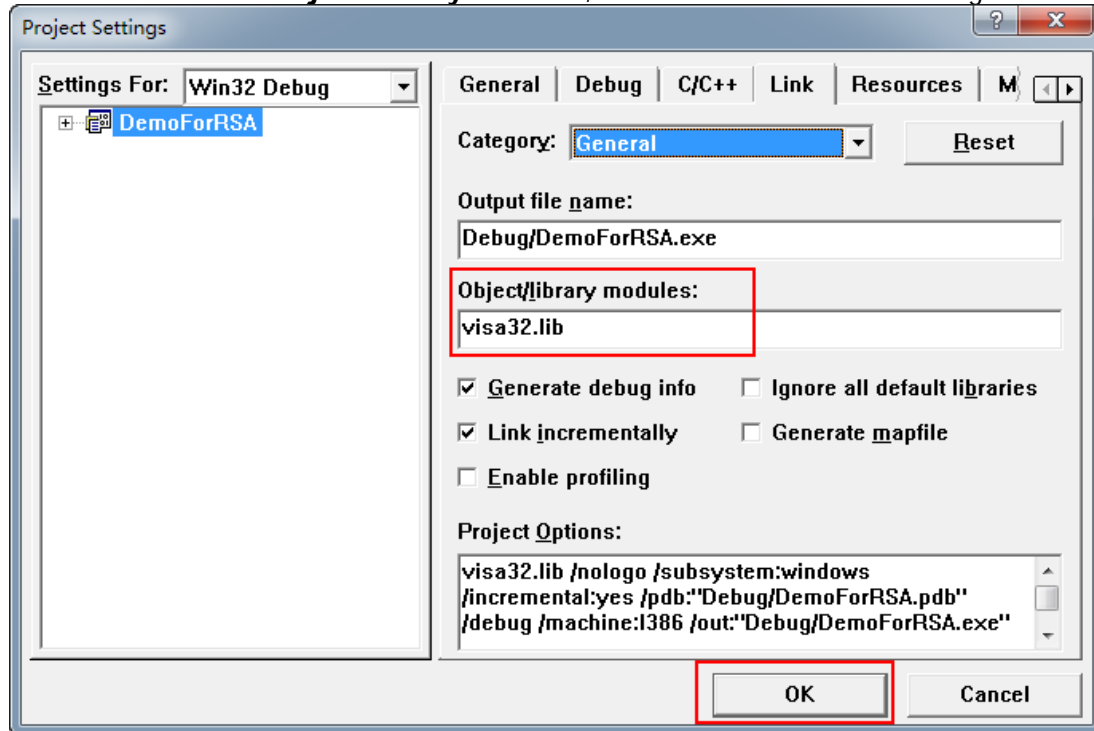 Project Settings
Settings For: Win32 Debug
DemoForRSA
General Debug C/C++ Link Resources M
Category: General Reset
Output file name:
Debug/DemoForRSA.exe
Object/library modules:
visa32.lib
Generate debug info Ignore all default libraries
Link incrementally Generate mapfile
Enable profiling
Project Options:
visa32.lib /nologo /subsystem:windows
/incremental:yes /pdb:"Debug/DemoForRSA.pdb"
/debug /machine:I386 /out:"Debug/DemoForRSA.exe"
OK Cancel